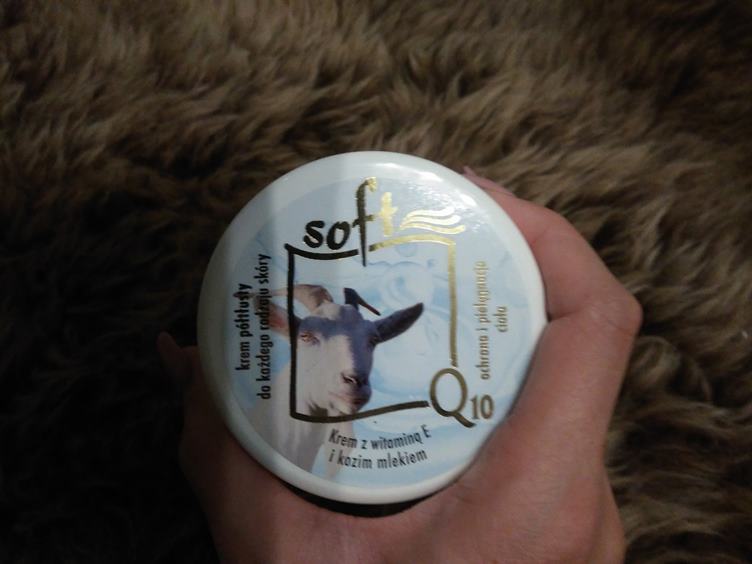 soft
krem półtłusty
do każdego rodzaju skóry
ochrona i pielęgnacja
ciała
Q10
Krem z witaminą E
i kozim mlekiem